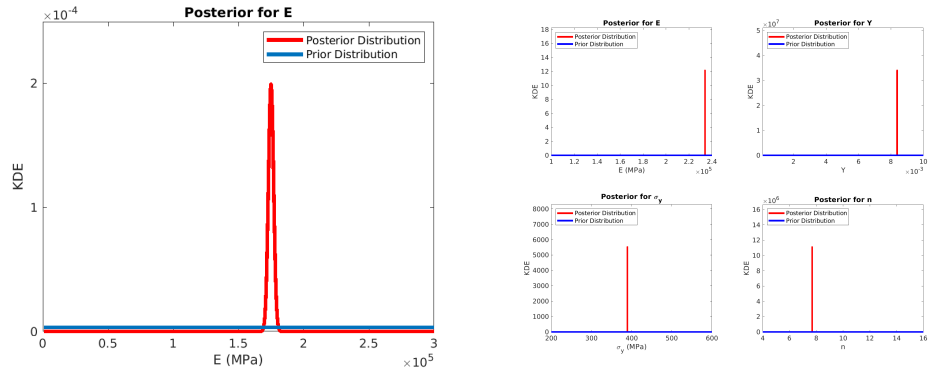 Posterior for E
×10⁻⁴
Posterior Distribution
Prior Distribution
2
1
0
KDE
0 0.5 1 1.5 2 2.5 3
E (MPa) ×10⁵
Posterior for E
Posterior Distribution
Prior Distribution
18
16
14
12
10
8
6
4
2
0
KDE
1 1.2 1.4 1.6 1.8 2 2.2 2.4
E (MPa) ×10⁵
Posterior for Y
×10⁷
Posterior Distribution
Prior Distribution
5
4
3
2
1
0
KDE
2 4 6 8 10
Y ×10⁻³
Posterior for σy
Posterior Distribution
Prior Distribution
8000
7000
6000
5000
4000
3000
2000
1000
0
KDE
200 300 400 500 600
σy (MPa)
Posterior for n
×10⁶
Posterior Distribution
Prior Distribution
16
14
12
10
8
6
4
2
0
KDE
4 6 8 10 12 14 16
n